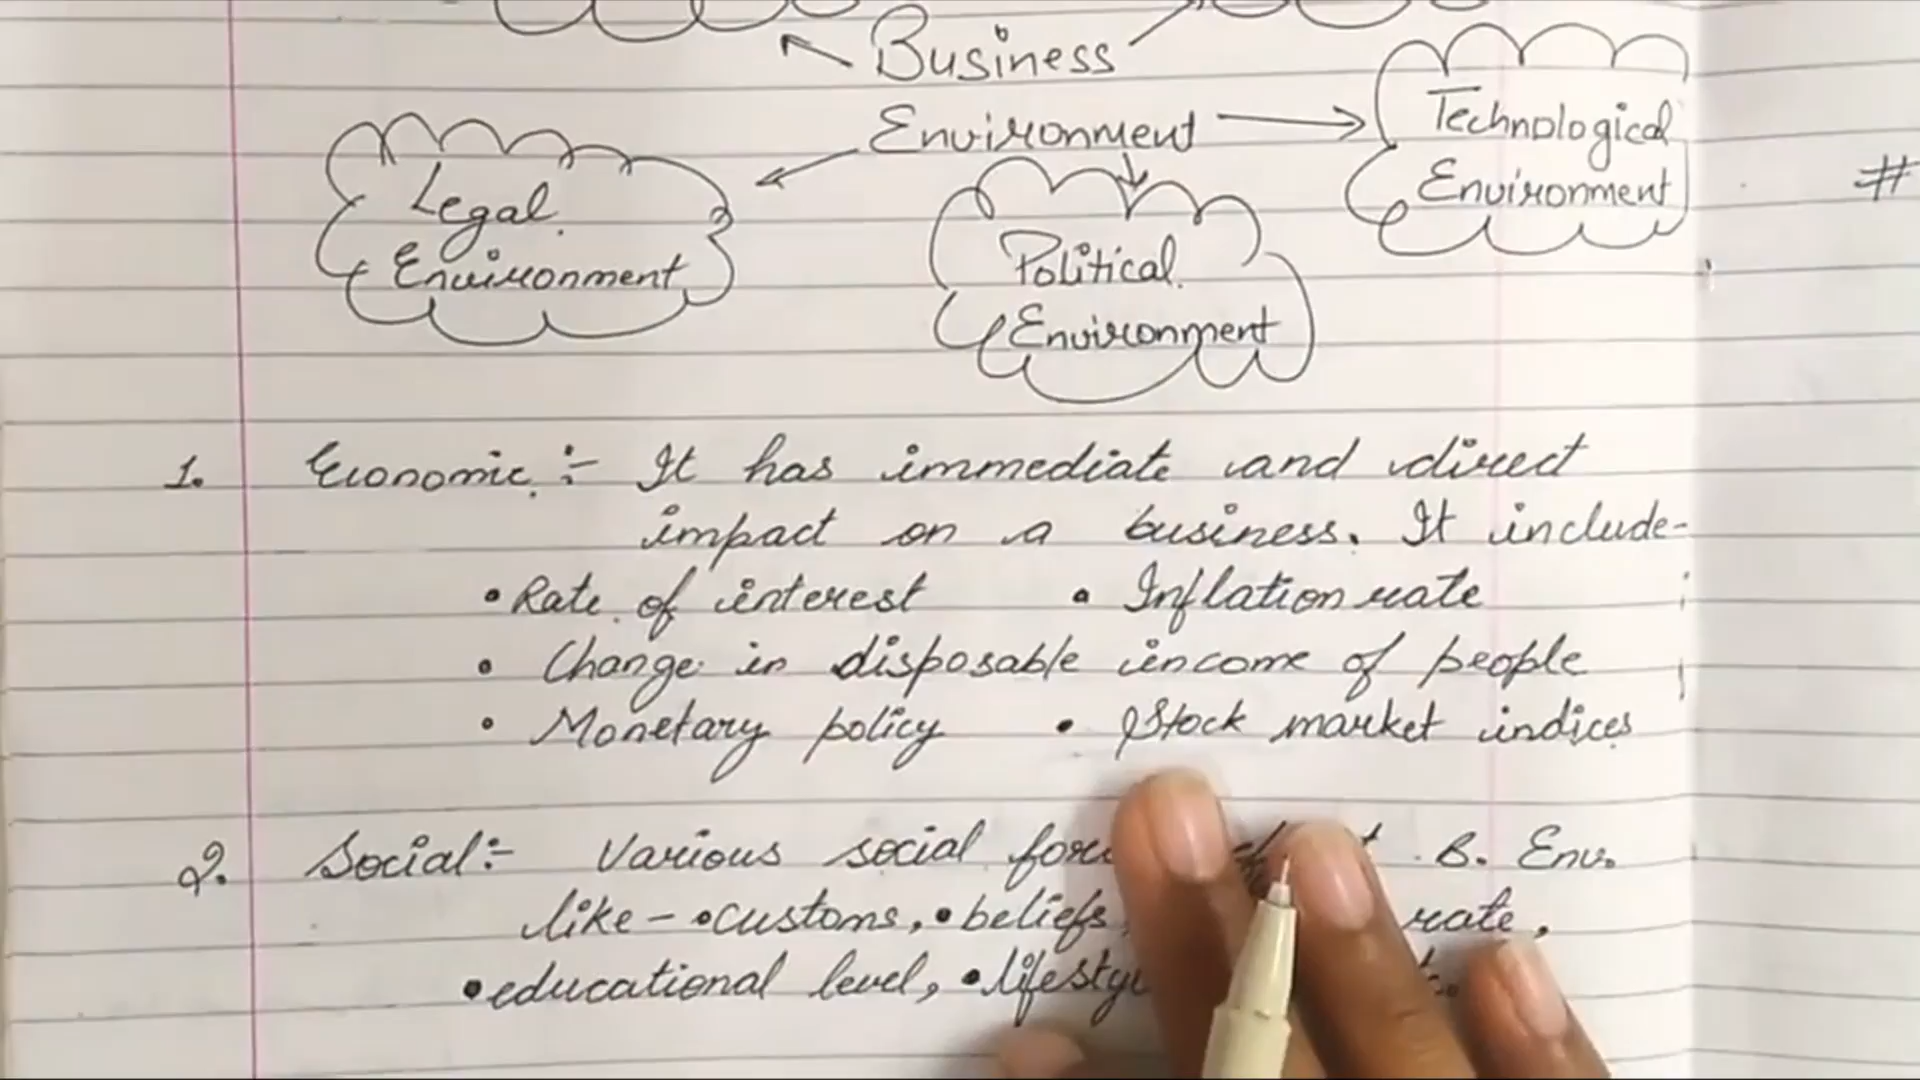 Business
Environment
Technological
Environment
#
Legal
Environment
Political
Environment
1. Economic :- It has immediate and direct
impact on a business. It include-
• Rate of interest • Inflation rate
• Change in disposable income of people
• Monetary policy • Stock market indices
2. Social:- Various social B. Env.
like - • customs, • beliefs, rate,
• educational level, •